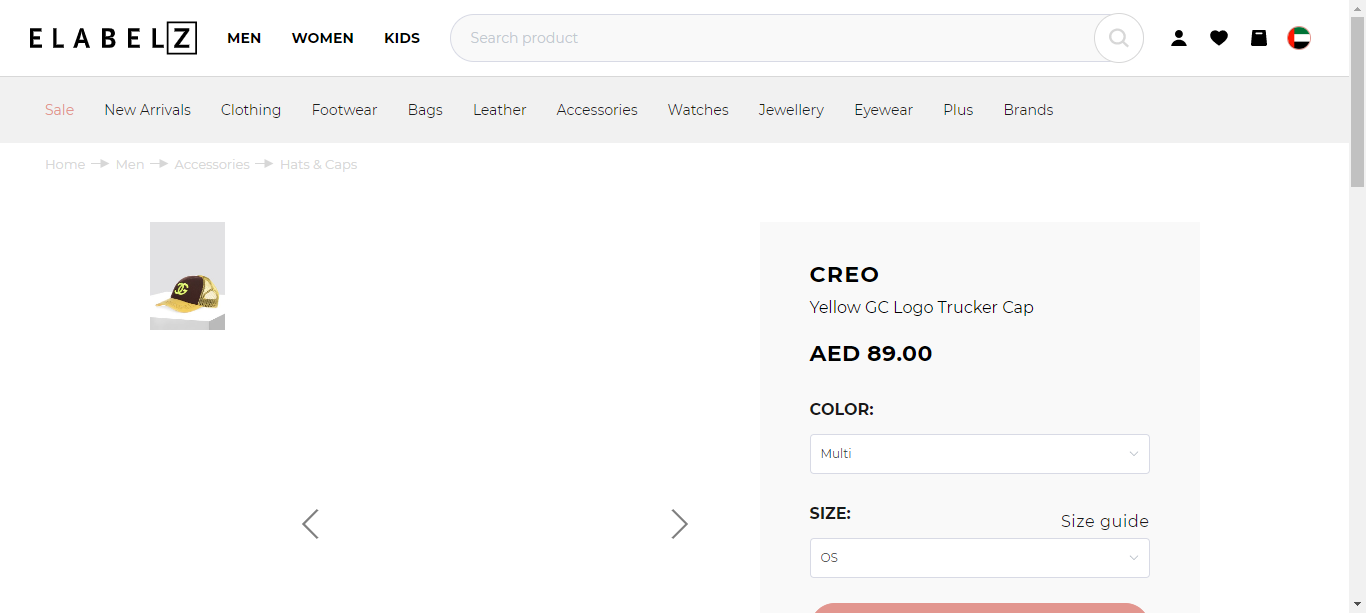 ELABELZ
MEN WOMEN KIDS
Search product
Sale New Arrivals Clothing Footwear Bags Leather Accessories Watches Jewellery Eyewear Plus Brands
Home Men Accessories Hats & Caps
CREO
Yellow GC Logo Trucker Cap
AED 89.00
COLOR:
Multi
SIZE:
Size guide
OS